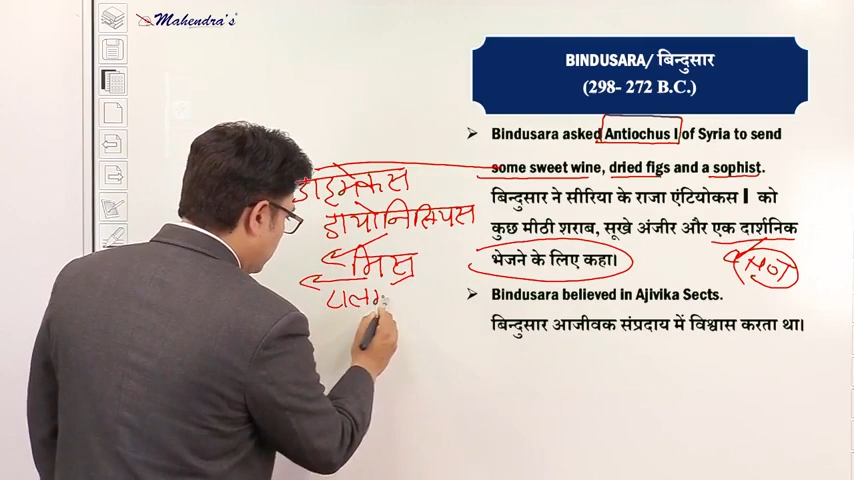 Mahendra's
BINDUSARA/ बिन्दुसार
(298- 272 B.C.)
Bindusara asked Antiochus I of Syria to send
some sweet wine, dried figs and a sophist.
बिन्दुसार ने सीरिया के राजा एंटियोकस I को
कुछ मीठी शराब, सूखे अंजीर और एक दार्शनिक
भेजने के लिए कहा।
Bindusara believed in Ajivika Sects.
बिन्दुसार आजीवक संप्रदाय में विश्वास करता था।
डाइमेकस
डायोनिसियस
मिस्र
NOT